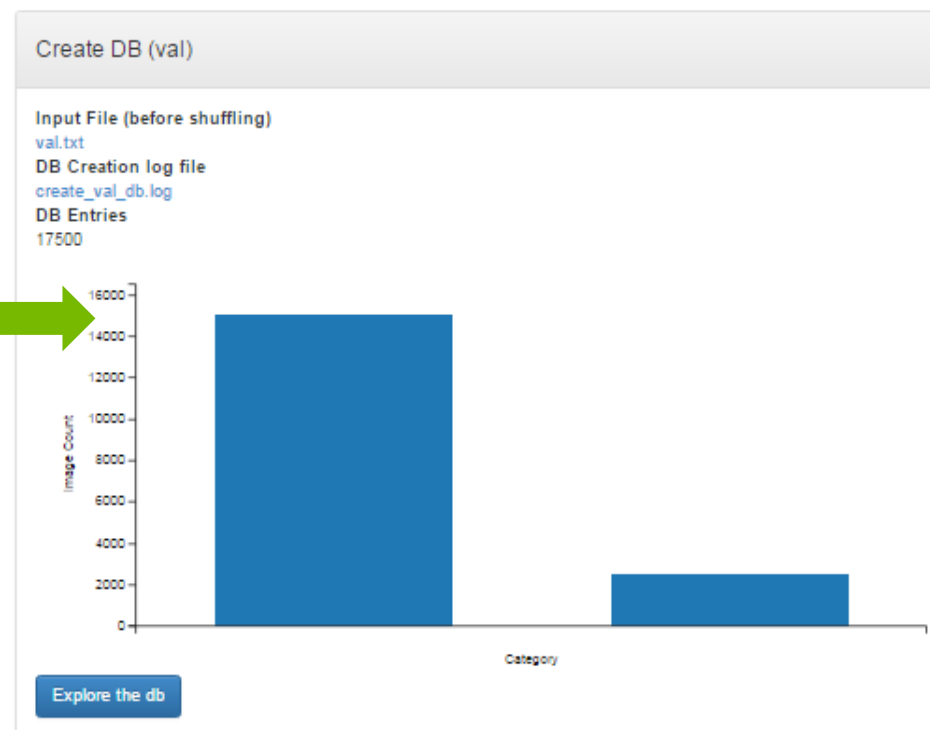 Create DB (val)
Input File (before shuffling)
val.txt
DB Creation log file
create_val_db.log
DB Entries
17500
16000
14000
12000
10000
8000
6000
4000
2000
0
Image Count
Category
Explore the db